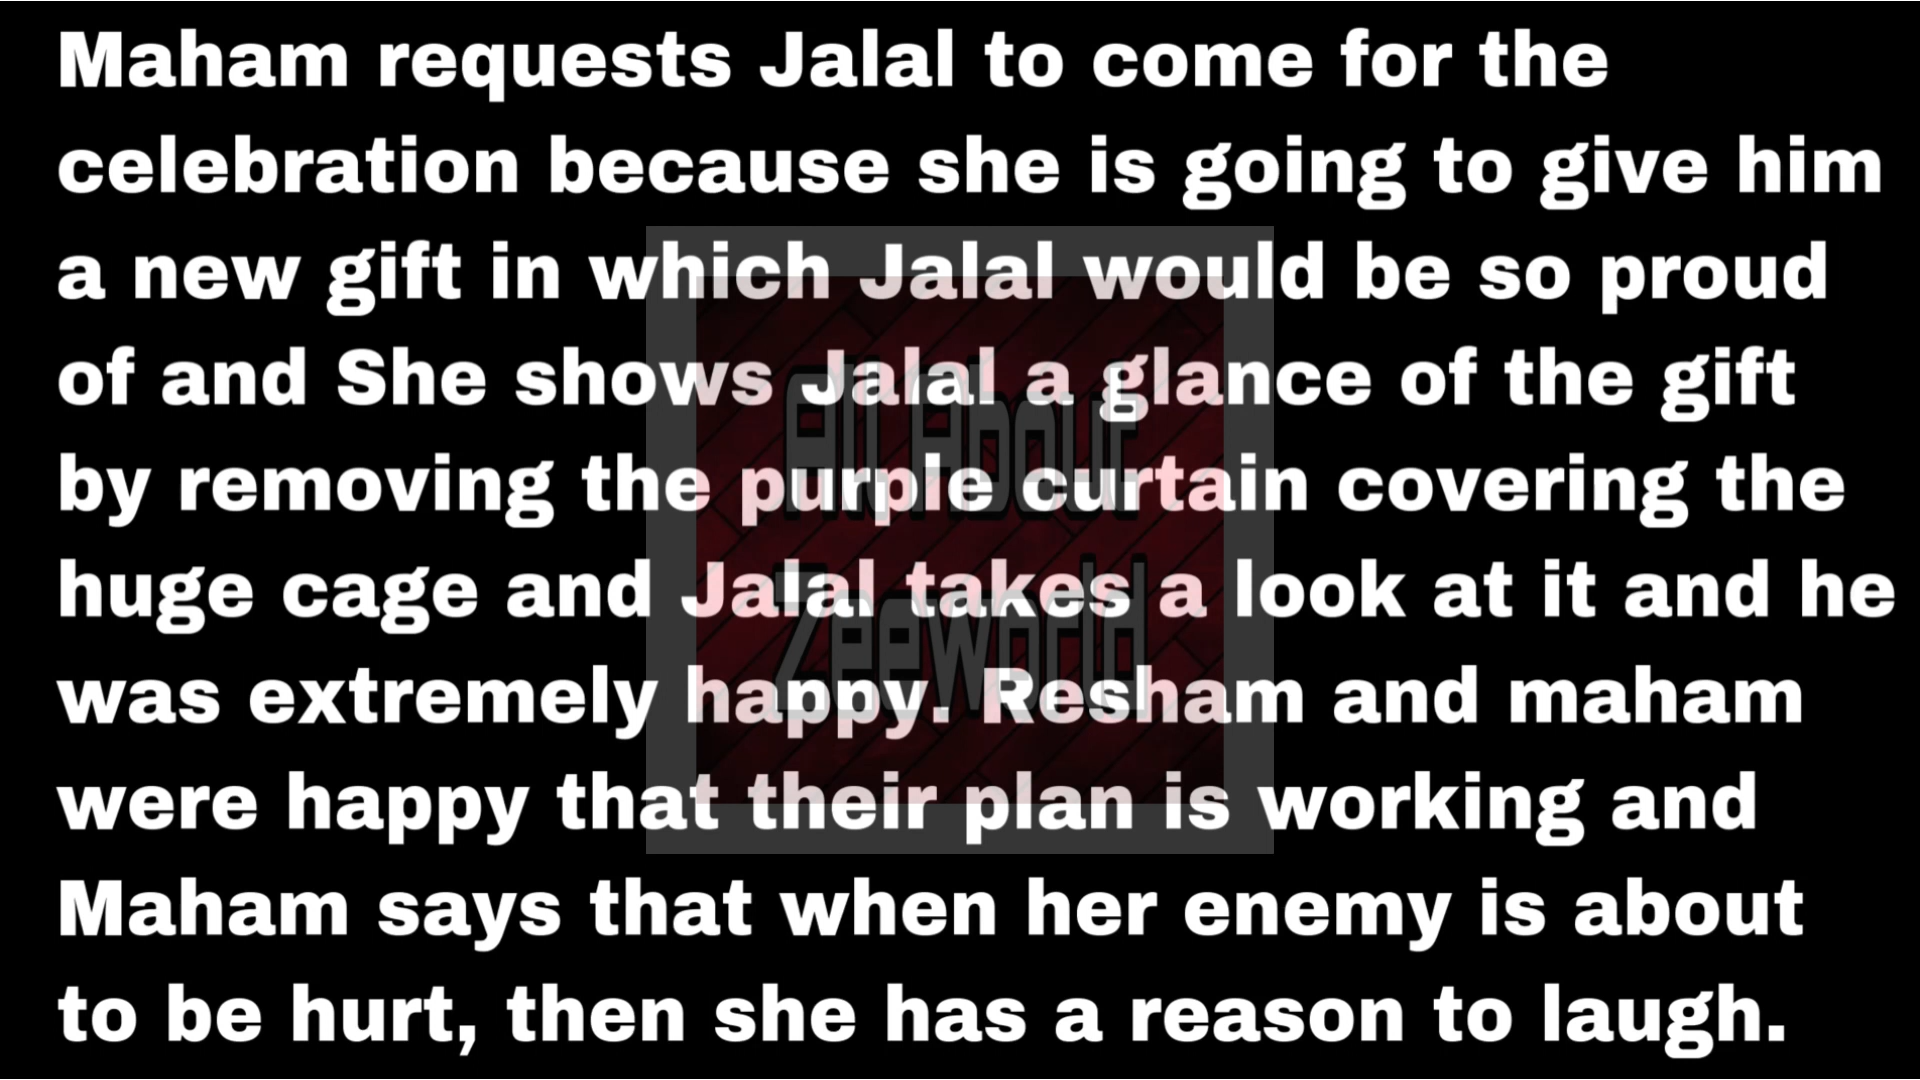 Maham requests Jalal to come for the
celebration because she is going to give him
a new gift in which Jalal would be so proud
of and She shows Jalal a glance of the gift
by removing the purple curtain covering the
huge cage and Jalal takes a look at it and he
was extremely happy. Resham and maham
were happy that their plan is working and
Maham says that when her enemy is about
to be hurt, then she has a reason to laugh.
All About
Zeeworld